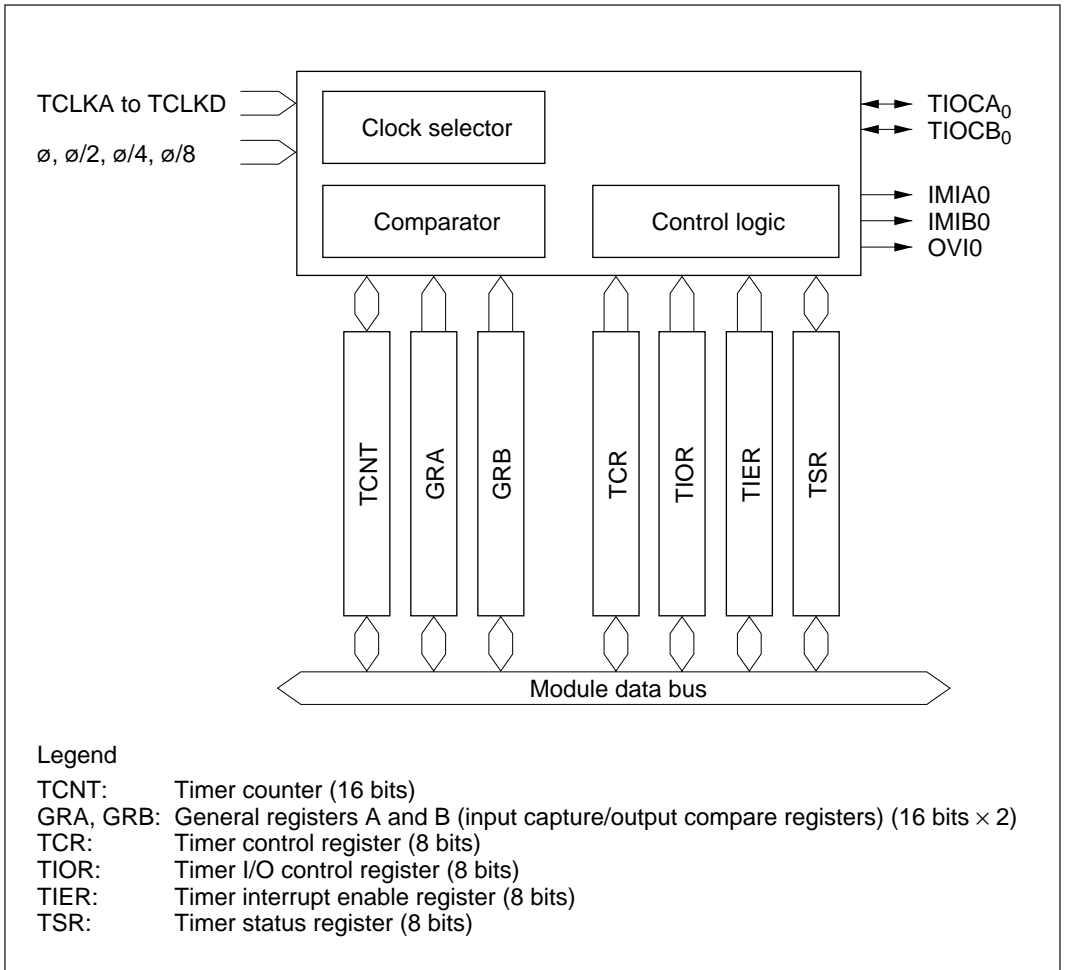 TCLKA to TCLKD
ø, ø/2, ø/4, ø/8
Clock selector
Comparator
Control logic
TIOCA0
TIOCB0
IMIA0
IMIB0
OVI0
TCNT
GRA
GRB
TCR
TIOR
TIER
TSR
Module data bus
Legend
TCNT: Timer counter (16 bits)
GRA, GRB: General registers A and B (input capture/output compare registers) (16 bits × 2)
TCR: Timer control register (8 bits)
TIOR: Timer I/O control register (8 bits)
TIER: Timer interrupt enable register (8 bits)
TSR: Timer status register (8 bits)